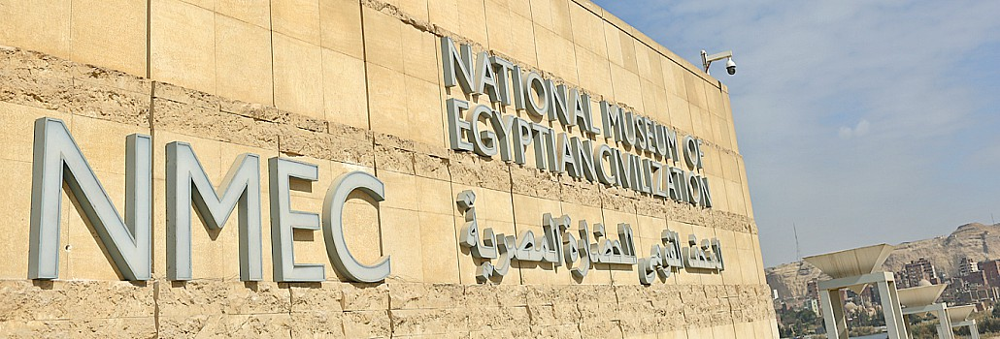 NMEC
NATIONAL MUSEUM OF
EGYPTIAN CIVILIZATION
المتحف القومي للحضارة المصرية